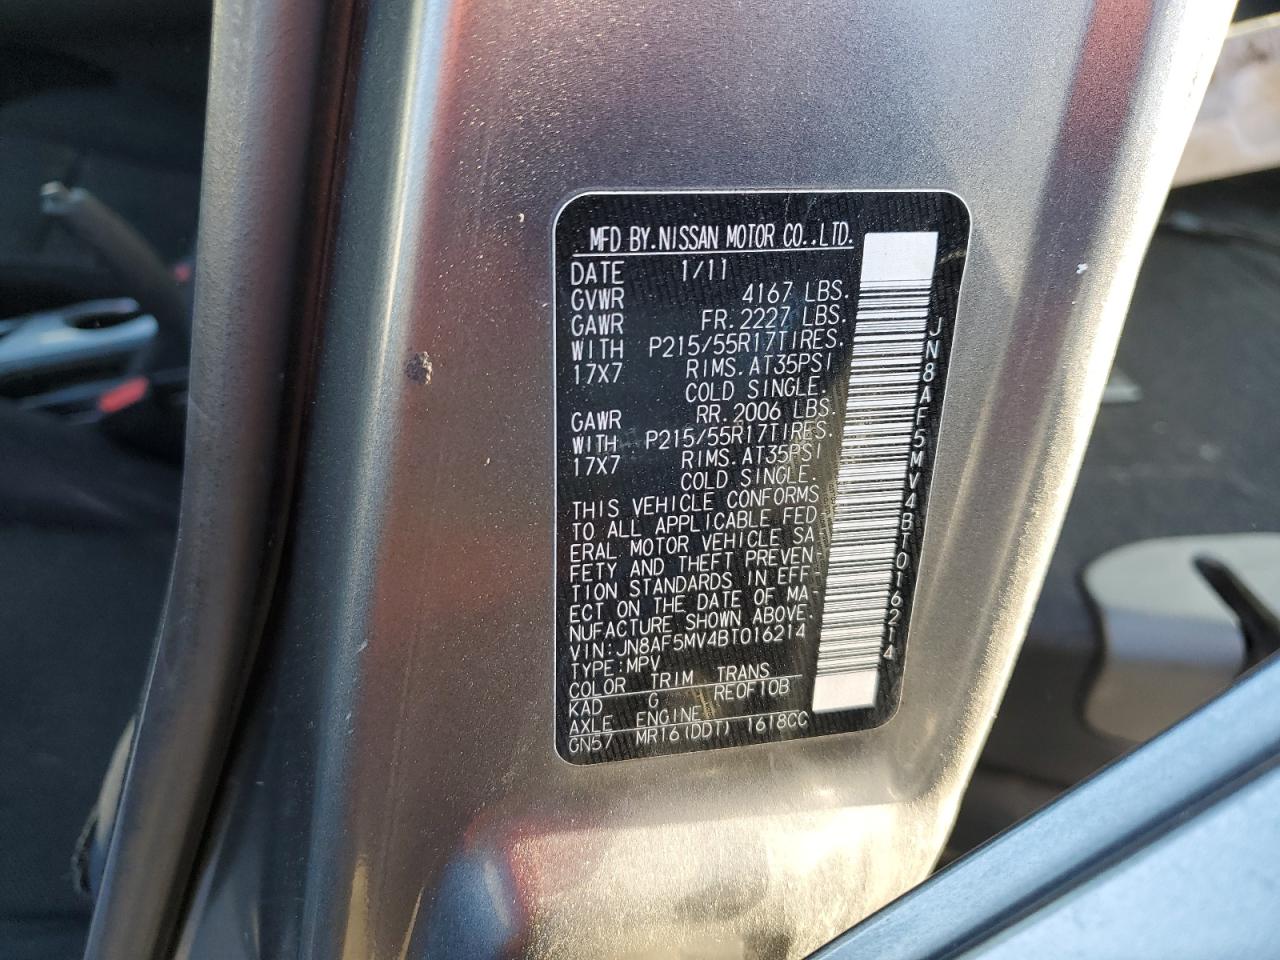 MFD BY.NISSAN MOTOR CO.,LTD.
DATE 1/11
GVWR 4167 LBS.
GAWR FR. 2227 LBS.
WITH P215/55R17TIRES.
17X7 RIMS. AT35PSI
COLD SINGLE.
GAWR RR. 2006 LBS.
WITH P215/55R17TIRES.
17X7 RIMS. AT35PSI
COLD SINGLE.
THIS VEHICLE CONFORMS
TO ALL APPLICABLE FED
ERAL MOTOR VEHICLE SA
FETY AND THEFT PREVEN-
TION STANDARDS IN EFF-
ECT ON THE DATE OF MA-
NUFACTURE SHOWN ABOVE.
VIN:JN8AF5MV4BT016214
TYPE:MPV
COLOR TRIM TRANS
KAD G RE0F10B
AXLE ENGINE
GN57 MR16(DDT) 1618CC
JN8AF5MV4BT016214